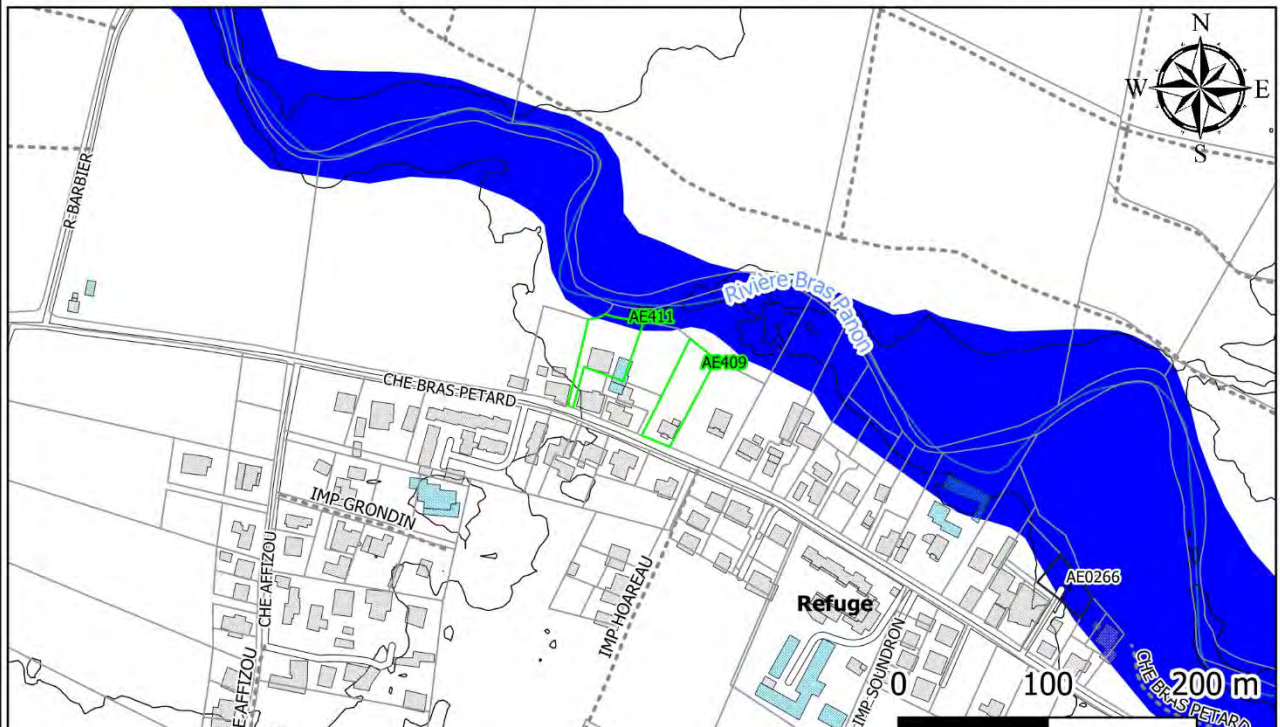 N
W E
S
R BARBIER
Rivière Bras Panon
AE411
AE409
CHE BRAS PETARD
IMP GRONDIN
CHE AFFIZOU
IMP HOAREAU
AE0266
Refuge
IMP SOUNDRON
E AFFIZOU
CHE BRAS PETARD
0 100 200 m